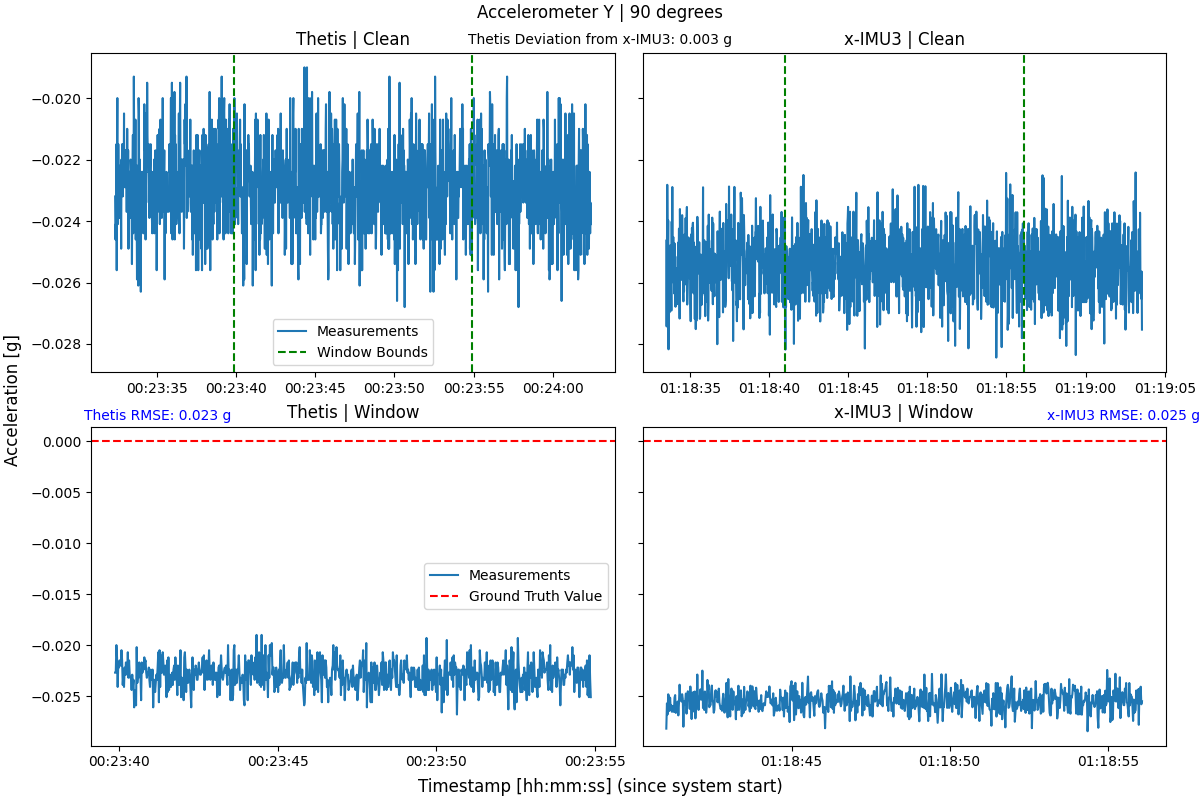 Accelerometer Y | 90 degrees
Thetis | Clean
Thetis Deviation from x-IMU3: 0.003 g
x-IMU3 | Clean
−0.020
−0.022
−0.024
−0.026
−0.028
Measurements
Window Bounds
00:23:35 00:23:40 00:23:45 00:23:50 00:23:55 00:24:00
01:18:35 01:18:40 01:18:45 01:18:50 01:18:55 01:19:00 01:19:05
Acceleration [g]
Thetis RMSE: 0.023 g
Thetis | Window
x-IMU3 | Window
x-IMU3 RMSE: 0.025 g
0.000
−0.005
−0.010
−0.015
−0.020
−0.025
Measurements
Ground Truth Value
00:23:40 00:23:45 00:23:50 00:23:55
01:18:45 01:18:50 01:18:55
Timestamp [hh:mm:ss] (since system start)